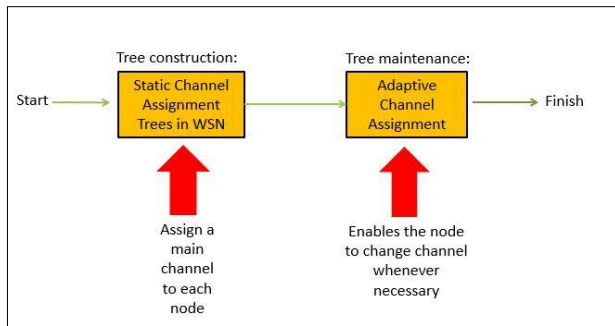 Tree construction:
Tree maintenance:
Start
Static Channel
Assignment
Trees in WSN
Adaptive
Channel
Assignment
Finish
Assign a
main
channel
to each
node
Enables the node
to change channel
whenever
necessary